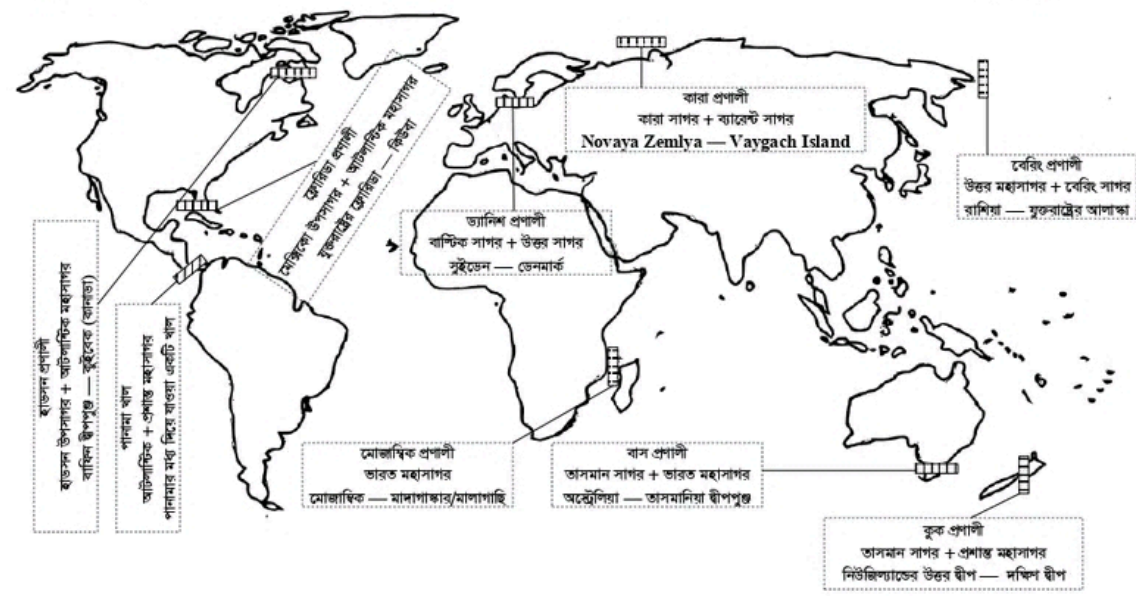 কারা প্রণালী
কারা সাগর + ব্যারেন্ট সাগর
Novaya Zemlya — Vaygach Island
বেরিং প্রণালী
উত্তর মহাসাগর + বেরিং সাগর
রাশিয়া — যুক্তরাষ্ট্রের আলাস্কা
ফ্লোরিডা প্রণালী
মেক্সিকো উপসাগর + আটলান্টিক মহাসাগর
যুক্তরাষ্ট্রের ফ্লোরিডা — কিউবা
ড্যানিশ প্রণালী
বাল্টিক সাগর + উত্তর সাগর
সুইডেন — ডেনমার্ক
হাডসন প্রণালী
হাডসন উপসাগর + আটলান্টিক মহাসাগর
বাফিন দ্বীপপুঞ্জ — কুইবেক (কানাডা)
পানামা খাল
আটলান্টিক + প্রশান্ত মহাসাগর
পানামার মধ্য দিয়ে যাওয়া একটি খাল
মোজাম্বিক প্রণালী
ভারত মহাসাগর
মোজাম্বিক — মাদাগাস্কার/মালাগাছি
বাস প্রণালী
তাসমান সাগর + ভারত মহাসাগর
অস্ট্রেলিয়া — তাসমানিয়া দ্বীপপুঞ্জ
কুক প্রণালী
তাসমান সাগর + প্রশান্ত মহাসাগর
নিউজিল্যান্ডের উত্তর দ্বীপ — দক্ষিণ দ্বীপ